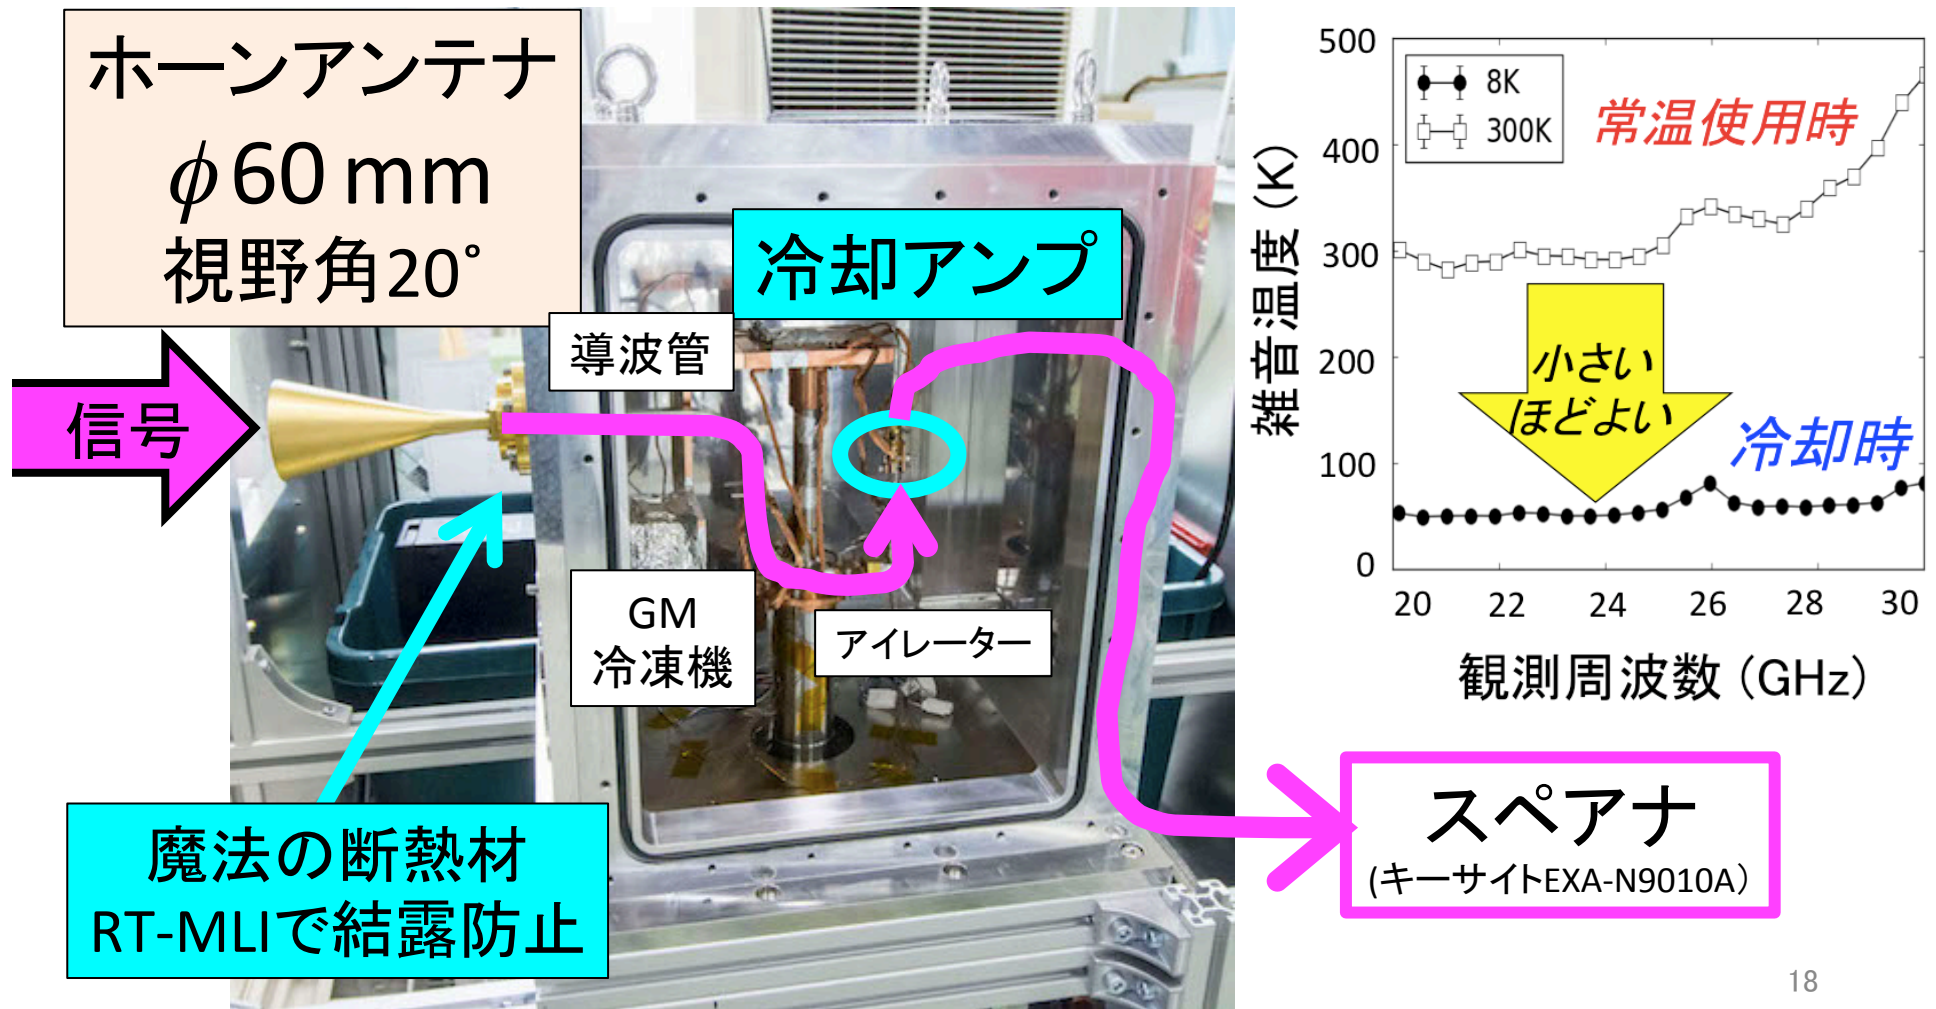 ホーンアンテナ
φ60 mm
視野角20°
信号
導波管
冷却アンプ
GM
冷凍機
アイレーター
魔法の断熱材
RT-MLIで結露防止
スペアナ
(キーサイトEXA-N9010A)
雑音温度 (K)
500
400
300
200
100
0
8K
300K
常温使用時
小さい
ほどよい
冷却時
20 22 24 26 28 30
観測周波数 (GHz)
18